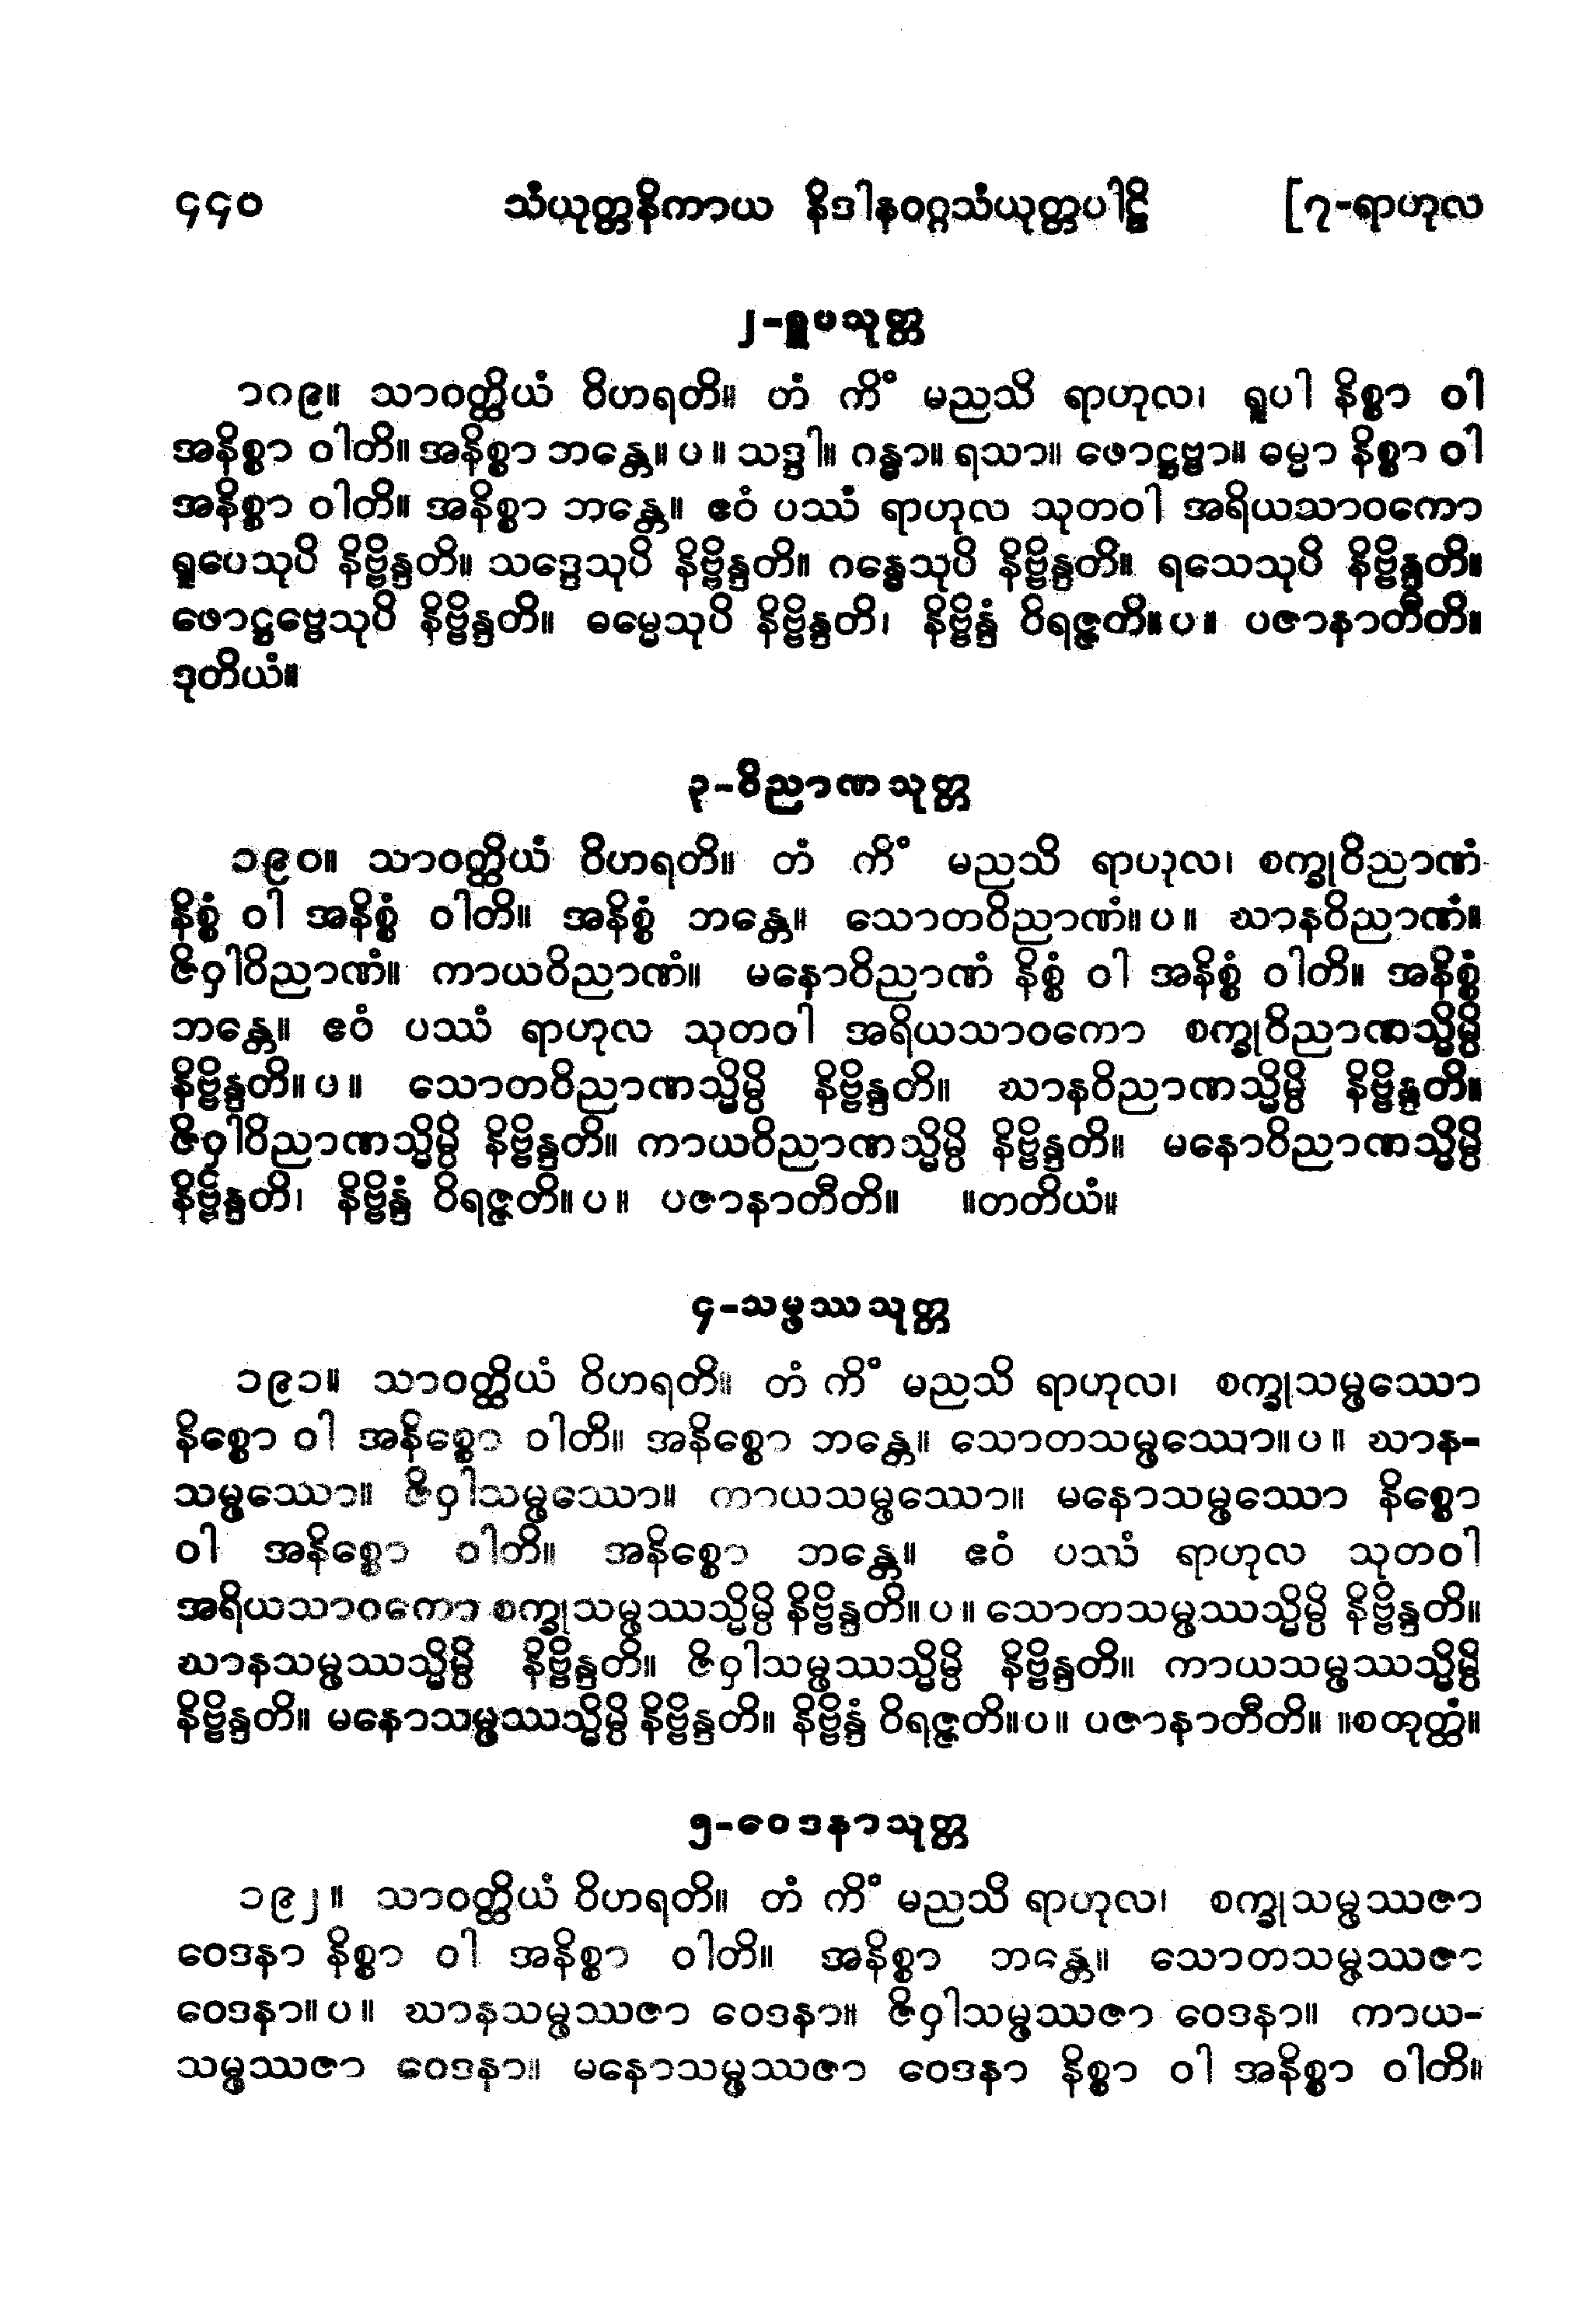 ၄၄၀ သံယုတ္တနိကာယ နိဒါနဝဂ္ဂသံယုတ္တပါဠိ [၇-ရာဟုလ
၂-ရူပသုတ္တ
၁၈၉။ သာဝတ္ထိယံ ဝိဟရတိ။ တံ ကိံ မညသိ ရာဟုလ၊ ရူပါ နိစ္စာ ဝါ
အနိစ္စာ ဝါတိ။ အနိစ္စာ ဘန္တေ။ ပ ။ သဒ္ဒါ။ ဂန္ဓာ။ ရသာ။ ဖောဋ္ဌဗ္ဗာ။ ဓမ္မာ နိစ္စာ ဝါ
အနိစ္စာ ဝါတိ။ အနိစ္စာ ဘန္တေ။ ဧဝံ ပဿံ ရာဟုလ သုတဝါ အရိယသာဝကော
ရူပေသုပိ နိဗ္ဗိန္ဒတိ။ သဒ္ဒေသုပိ နိဗ္ဗိန္ဒတိ။ ဂန္ဓေသုပိ နိဗ္ဗိန္ဒတိ။ ရသေသုပိ နိဗ္ဗိန္ဒတိ။
ဖောဋ္ဌဗ္ဗေသုပိ နိဗ္ဗိန္ဒတိ။ ဓမ္မေသုပိ နိဗ္ဗိန္ဒတိ၊ နိဗ္ဗိန္ဒံ ဝိရဇ္ဇတိ။ ပ ။ ပဇာနာတီတိ။
ဒုတိယံ။
၃-ဝိညာဏသုတ္တ
၁၉၀။ သာဝတ္ထိယံ ဝိဟရတိ။ တံ ကိံ မညသိ ရာဟုလ၊ စက္ခုဝိညာဏံ
နိစ္စံ ဝါ အနိစ္စံ ဝါတိ။ အနိစ္စံ ဘန္တေ။ သောတဝိညာဏံ။ ပ ။ ဃာနဝိညာဏံ။
ဇိဝှါဝိညာဏံ။ ကာယဝိညာဏံ။ မနောဝိညာဏံ နိစ္စံ ဝါ အနိစ္စံ ဝါတိ။ အနိစ္စံ
ဘန္တေ။ ဧဝံ ပဿံ ရာဟုလ သုတဝါ အရိယသာဝကော စက္ခုဝိညာဏသ္မိမ္ပိ
နိဗ္ဗိန္ဒတိ။ ပ ။ သောတဝိညာဏသ္မိမ္ပိ နိဗ္ဗိန္ဒတိ။ ဃာနဝိညာဏသ္မိမ္ပိ နိဗ္ဗိန္ဒတိ။
ဇိဝှါဝိညာဏသ္မိမ္ပိ နိဗ္ဗိန္ဒတိ။ ကာယဝိညာဏသ္မိမ္ပိ နိဗ္ဗိန္ဒတိ။ မနောဝိညာဏသ္မိမ္ပိ
နိဗ္ဗိန္ဒတိ၊ နိဗ္ဗိန္ဒံ ဝိရဇ္ဇတိ။ ပ ။ ပဇာနာတီတိ။ ။တတိယံ။
၄-သမ္ဖဿသုတ္တ
၁၉၁။ သာဝတ္ထိယံ ဝိဟရတိ။ တံ ကိံ မညသိ ရာဟုလ၊ စက္ခုသမ္ဖဿော
နိစ္စော ဝါ အနိစ္စော ဝါတိ။ အနိစ္စော ဘန္တေ။ သောတသမ္ဖဿော။ ပ ။ ဃာန-
သမ္ဖဿော။ ဇိဝှါသမ္ဖဿော။ ကာယသမ္ဖဿော။ မနောသမ္ဖဿော နိစ္စော
ဝါ အနိစ္စော ဝါတိ။ အနိစ္စော ဘန္တေ။ ဧဝံ ပဿံ ရာဟုလ သုတဝါ
အရိယသာဝကော စက္ခုသမ္ဖဿသ္မိမ္ပိ နိဗ္ဗိန္ဒတိ။ ပ ။ သောတသမ္ဖဿသ္မိမ္ပိ နိဗ္ဗိန္ဒတိ။
ဃာနသမ္ဖဿသ္မိမ္ပိ နိဗ္ဗိန္ဒတိ။ ဇိဝှါသမ္ဖဿသ္မိမ္ပိ နိဗ္ဗိန္ဒတိ။ ကာယသမ္ဖဿသ္မိမ္ပိ
နိဗ္ဗိန္ဒတိ။ မနောသမ္ဖဿသ္မိမ္ပိ နိဗ္ဗိန္ဒတိ။ နိဗ္ဗိန္ဒံ ဝိရဇ္ဇတိ။ပ။ ပဇာနာတီတိ။ ။စတုတ္ထံ။
၅-ဝေဒနာသုတ္တ
၁၉၂။ သာဝတ္ထိယံ ဝိဟရတိ။ တံ ကိံ မညသိ ရာဟုလ၊ စက္ခုသမ္ဖဿဇာ
ဝေဒနာ နိစ္စာ ဝါ အနိစ္စာ ဝါတိ။ အနိစ္စာ ဘန္တေ။ သောတသမ္ဖဿဇာ
ဝေဒနာ။ ပ ။ ဃာနသမ္ဖဿဇာ ဝေဒနာ။ ဇိဝှါသမ္ဖဿဇာ ဝေဒနာ။ ကာယ-
သမ္ဖဿဇာ ဝေဒနာ။ မနောသမ္ဖဿဇာ ဝေဒနာ နိစ္စာ ဝါ အနိစ္စာ ဝါတိ။